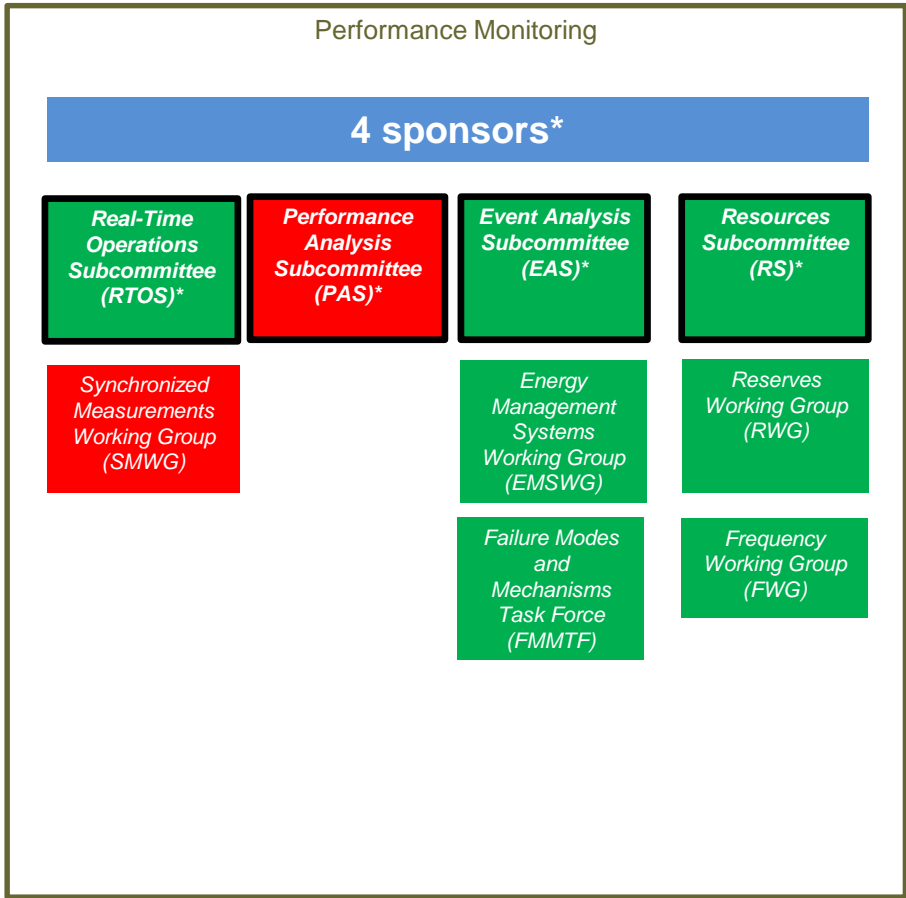 Performance Monitoring
4 sponsors*
Real-Time
Operations
Subcommittee
(RTOS)*
Performance
Analysis
Subcommittee
(PAS)*
Event Analysis
Subcommittee
(EAS)*
Resources
Subcommittee
(RS)*
Synchronized
Measurements
Working Group
(SMWG)
Energy
Management
Systems
Working Group
(EMSWG)
Reserves
Working Group
(RWG)
Failure Modes
and
Mechanisms
Task Force
(FMMTF)
Frequency
Working Group
(FWG)